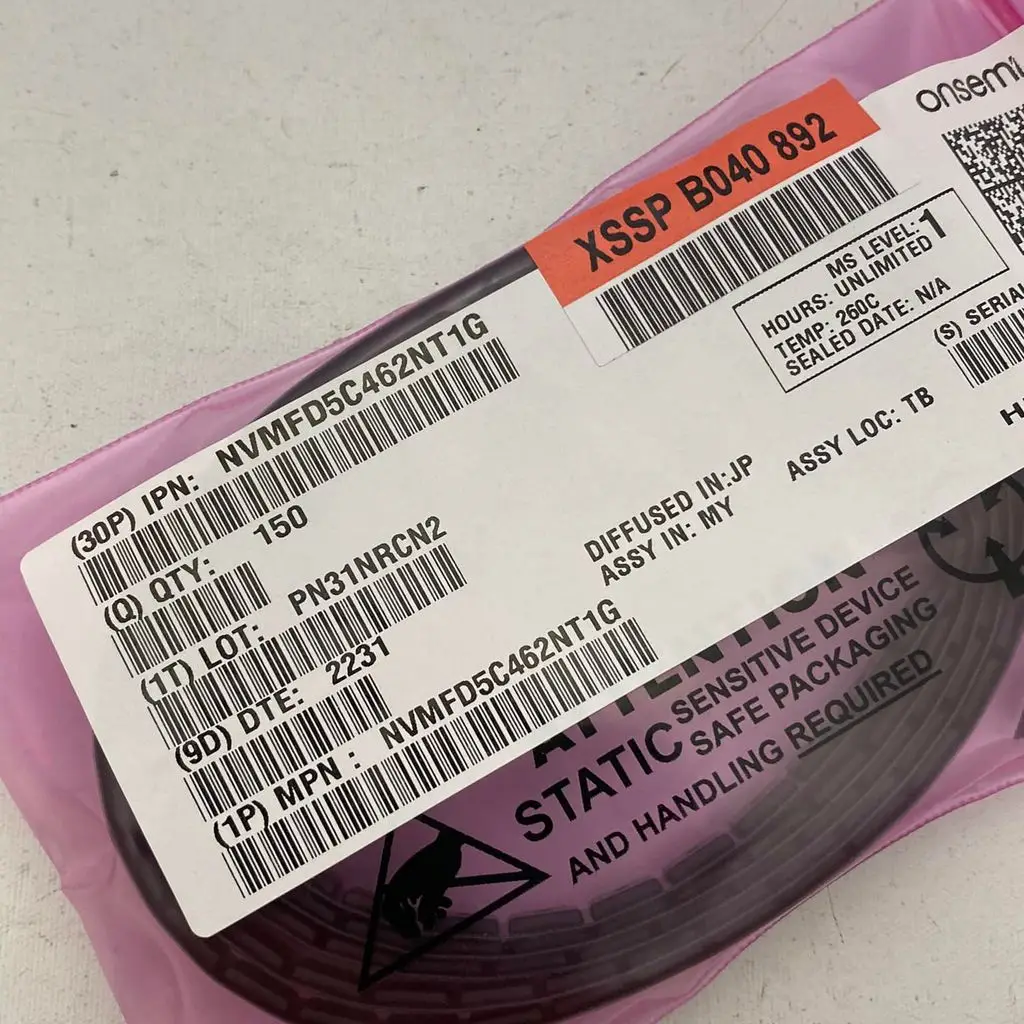 onsemi
XSSP B040 892
MS LEVEL: 1
HOURS: UNLIMITED
TEMP: 260C
SEALED DATE: N/A
(30P) IPN: NVMFD5C462NT1G
(Q) QTY: 150
(1T) LOT: PN31NRCN2
(9D) DTE: 2231
(1P) MPN : NVMFD5C462NT1G
DIFFUSED IN:JP
ASSY IN: MY
ASSY LOC: TB
(S) SERIAL
ATTENTION
STATIC SENSITIVE DEVICE
SAFE PACKAGING
AND HANDLING REQUIRED